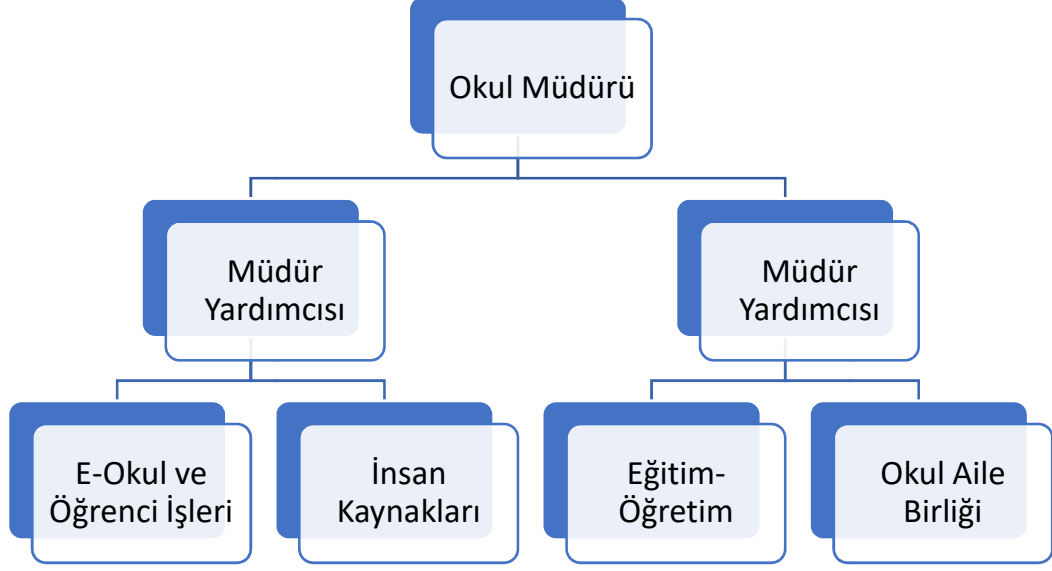 Okul Müdürü
Müdür
Yardımcısı
Müdür
Yardımcısı
E-Okul ve
Öğrenci İşleri
İnsan
Kaynakları
Eğitim-
Öğretim
Okul Aile
Birliği